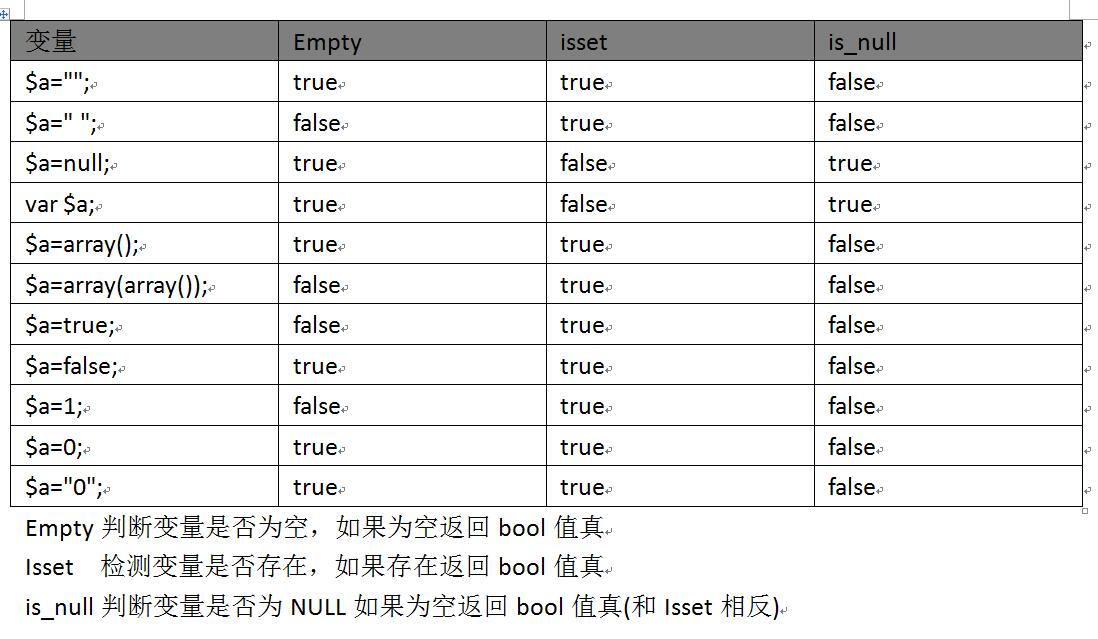 变量 Empty isset is_null
$a=""; true true false
$a=" "; false true false
$a=null; true false true
var $a; true false true
$a=array(); true true false
$a=array(array()); false true false
$a=true; false true false
$a=false; true true false
$a=1; false true false
$a=0; true true false
$a="0"; true true false
Empty 判断变量是否为空，如果为空返回 bool 值真
Isset 检测变量是否存在，如果存在返回 bool 值真
is_null 判断变量是否为 NULL 如果为空返回 bool 值真(和 Isset 相反)